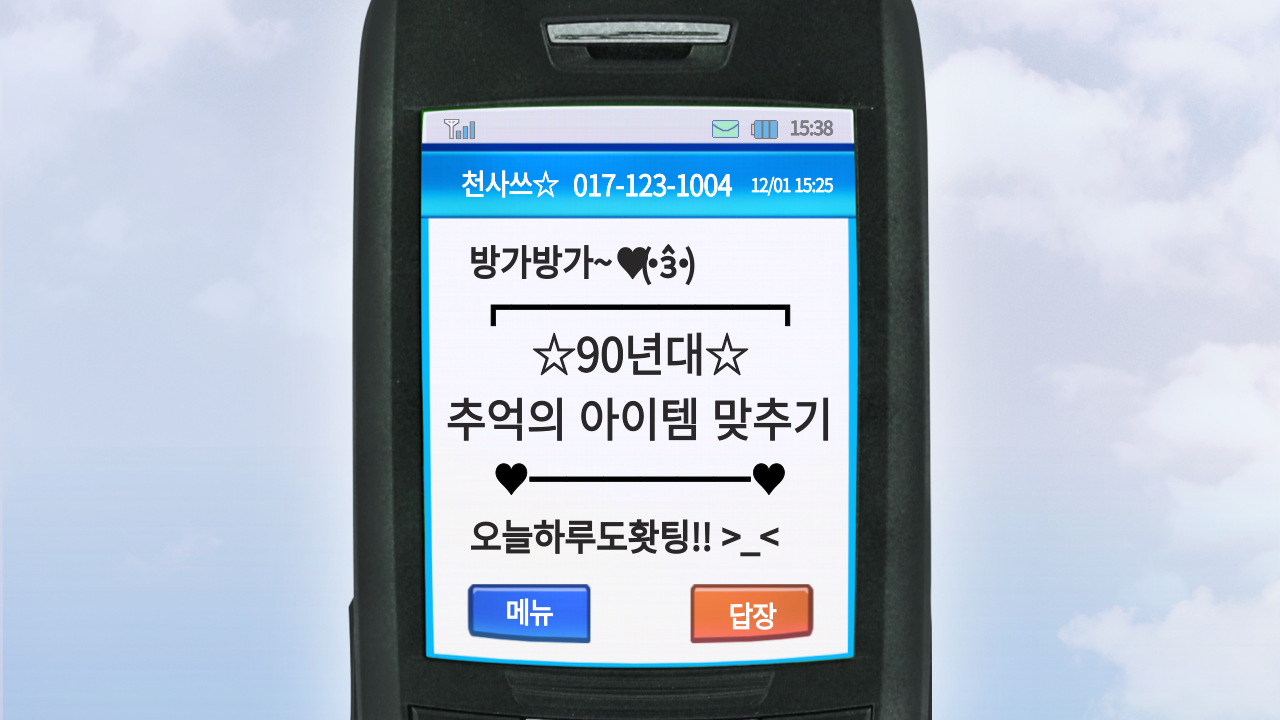 15:38
천사쓰☆ 017-123-1004 12/01 15:25
방가방가~♥(•ɜ̂•)
☆90년대☆
추억의 아이템 맞추기
♥━━━━━━♥
오늘하루도홧팅!! >_<
메뉴 답장